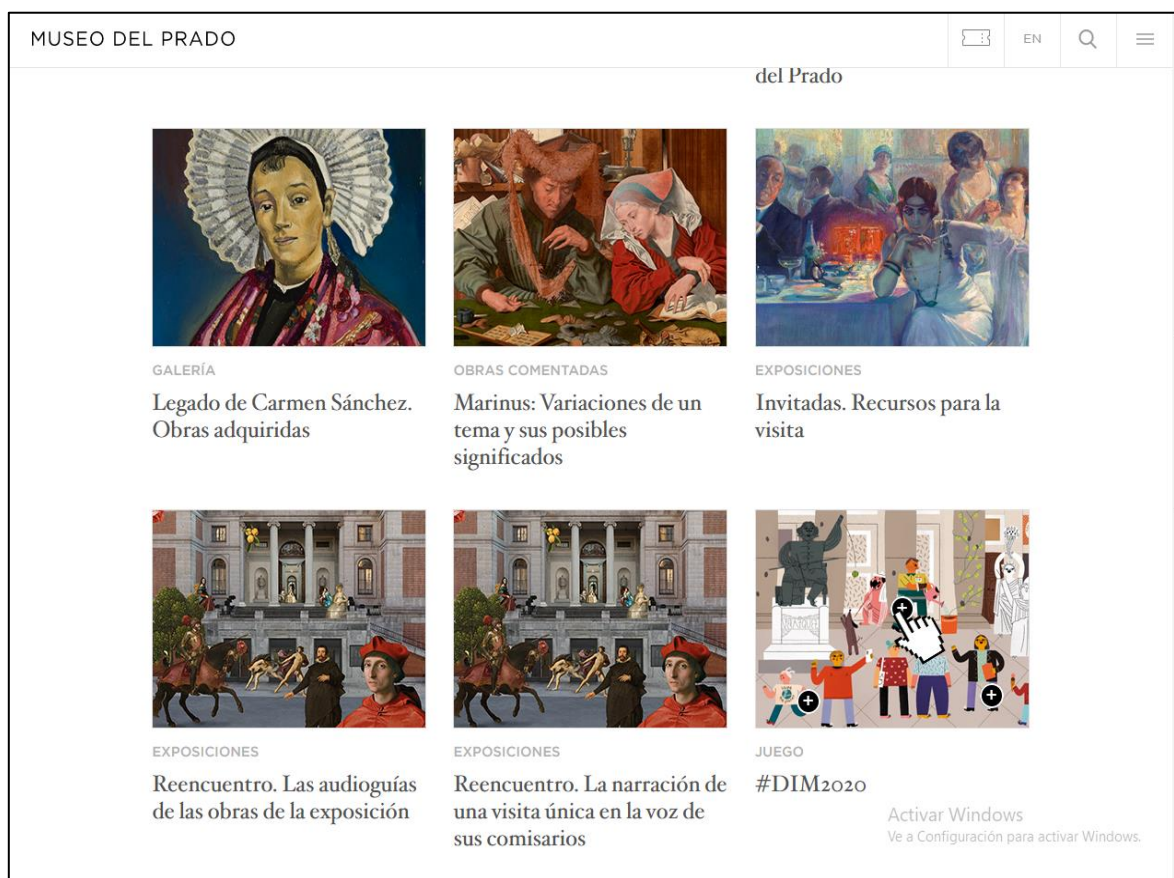 MUSEO DEL PRADO
EN
del Prado
GALERÍA
Legado de Carmen Sánchez.
Obras adquiridas
OBRAS COMENTADAS
Marinus: Variaciones de un
tema y sus posibles
significados
EXPOSICIONES
Invitadas. Recursos para la
visita
EXPOSICIONES
Reencuentro. Las audioguías
de las obras de la exposición
EXPOSICIONES
Reencuentro. La narración de
una visita única en la voz de
sus comisarios
JUEGO
#DIM2020
Activar Windows
Ve a Configuración para activar Windows.